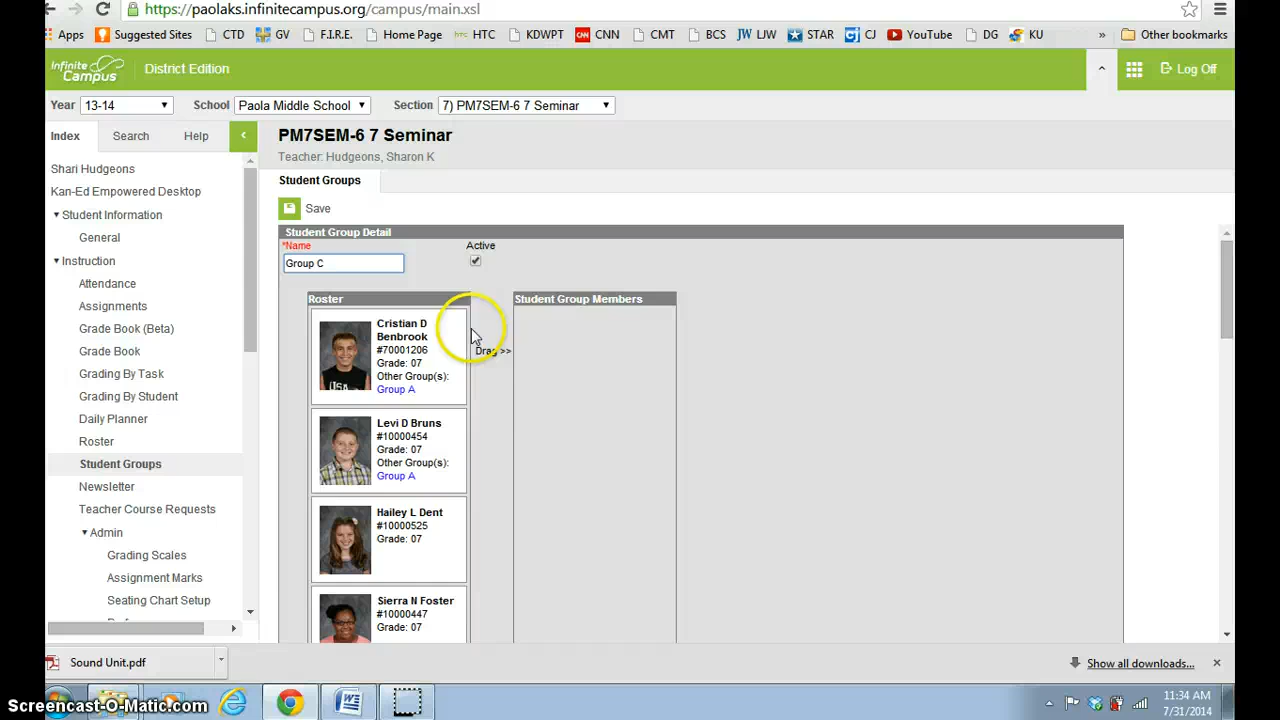 https://paolaks.infinitecampus.org/campus/main.xsl
Apps Suggested Sites CTD GV F.I.R.E. Home Page HTC KDWPT CNN CMT BCS LJW STAR CJ YouTube DG KU » Other bookmarks
Infinite Campus District Edition Log Off
Year 13-14 School Paola Middle School Section 7) PM7SEM-6 7 Seminar
Index Search Help
PM7SEM-6 7 Seminar
Teacher: Hudgeons, Sharon K
Student Groups
Save
Shari Hudgeons
Kan-Ed Empowered Desktop
Student Information
General
Instruction
Attendance
Assignments
Grade Book (Beta)
Grade Book
Grading By Task
Grading By Student
Daily Planner
Roster
Student Groups
Newsletter
Teacher Course Requests
Admin
Grading Scales
Assignment Marks
Seating Chart Setup
Student Group Detail
*Name Active
Group C
Roster
Student Group Members
Drag >>
Cristian D
Benbrook
#70001206
Grade: 07
Other Group(s):
Group A
Levi D Bruns
#10000454
Grade: 07
Other Group(s):
Group A
Hailey L Dent
#10000525
Grade: 07
Sierra N Foster
#10000447
Grade: 07
USA
Sound Unit.pdf
Show all downloads...
Screencast-O-Matic.com
11:34 AM
7/31/2014